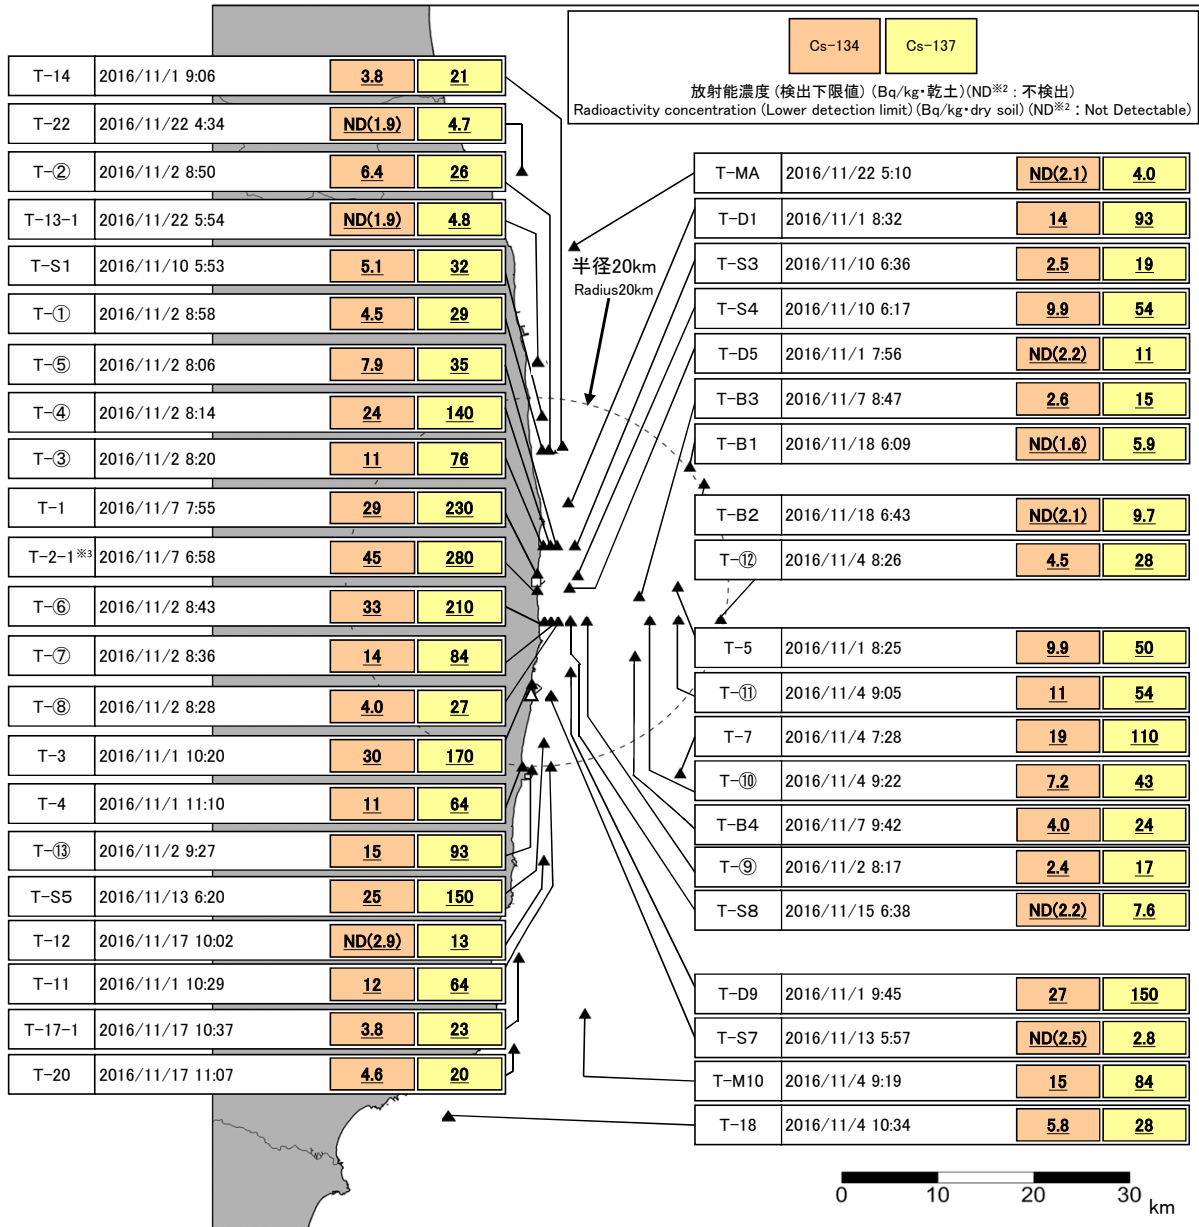 Cs-134 Cs-137
放射能濃度 (検出下限値) (Bq/kg・乾土)(ND※2 : 不検出)
Radioactivity concentration (Lower detection limit) (Bq/kg・dry soil) (ND※2 : Not Detectable)
T-14 2016/11/1 9:06 3.8 21
T-22 2016/11/22 4:34 ND(1.9) 4.7
T-② 2016/11/2 8:50 6.4 26
T-13-1 2016/11/22 5:54 ND(1.9) 4.8
T-S1 2016/11/10 5:53 5.1 32
T-① 2016/11/2 8:58 4.5 29
T-⑤ 2016/11/2 8:06 7.9 35
T-④ 2016/11/2 8:14 24 140
T-③ 2016/11/2 8:20 11 76
T-1 2016/11/7 7:55 29 230
T-2-1※3 2016/11/7 6:58 45 280
T-⑥ 2016/11/2 8:43 33 210
T-⑦ 2016/11/2 8:36 14 84
T-⑧ 2016/11/2 8:28 4.0 27
T-3 2016/11/1 10:20 30 170
T-4 2016/11/1 11:10 11 64
T-⑬ 2016/11/2 9:27 15 93
T-S5 2016/11/13 6:20 25 150
T-12 2016/11/17 10:02 ND(2.9) 13
T-11 2016/11/1 10:29 12 64
T-17-1 2016/11/17 10:37 3.8 23
T-20 2016/11/17 11:07 4.6 20
半径20km
Radius20km
T-MA 2016/11/22 5:10 ND(2.1) 4.0
T-D1 2016/11/1 8:32 14 93
T-S3 2016/11/10 6:36 2.5 19
T-S4 2016/11/10 6:17 9.9 54
T-D5 2016/11/1 7:56 ND(2.2) 11
T-B3 2016/11/7 8:47 2.6 15
T-B1 2016/11/18 6:09 ND(1.6) 5.9
T-B2 2016/11/18 6:43 ND(2.1) 9.7
T-⑫ 2016/11/4 8:26 4.5 28
T-5 2016/11/1 8:25 9.9 50
T-⑪ 2016/11/4 9:05 11 54
T-7 2016/11/4 7:28 19 110
T-⑩ 2016/11/4 9:22 7.2 43
T-B4 2016/11/7 9:42 4.0 24
T-⑨ 2016/11/2 8:17 2.4 17
T-S8 2016/11/15 6:38 ND(2.2) 7.6
T-D9 2016/11/1 9:45 27 150
T-S7 2016/11/13 5:57 ND(2.5) 2.8
T-M10 2016/11/4 9:19 15 84
T-18 2016/11/4 10:34 5.8 28
0 10 20 30 km